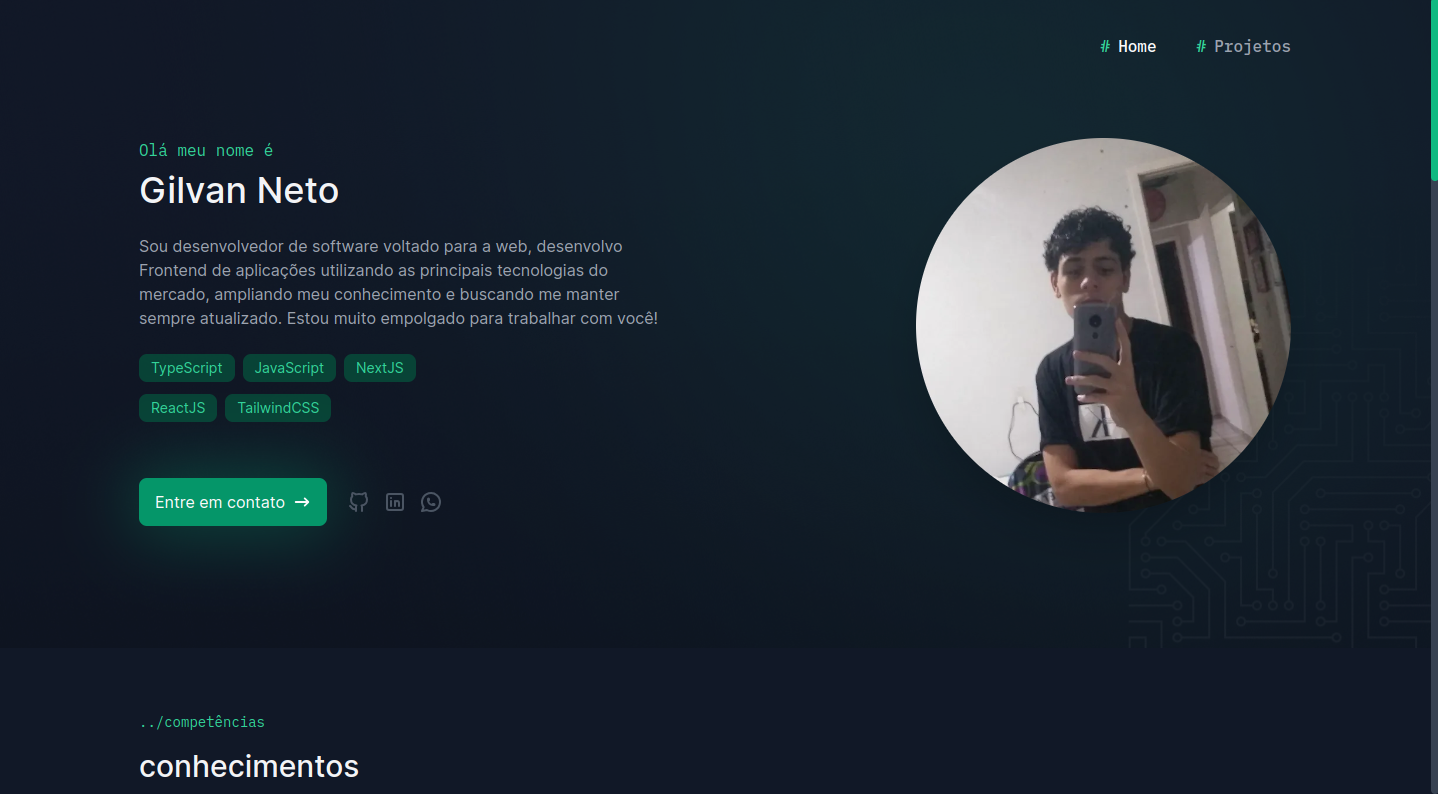 # Home # Projetos
Olá meu nome é
Gilvan Neto
Sou desenvolvedor de software voltado para a web, desenvolvo
Frontend de aplicações utilizando as principais tecnologias do
mercado, ampliando meu conhecimento e buscando me manter
sempre atualizado. Estou muito empolgado para trabalhar com você!
TypeScript JavaScript NextJS
ReactJS TailwindCSS
Entre em contato →
../competências
conhecimentos